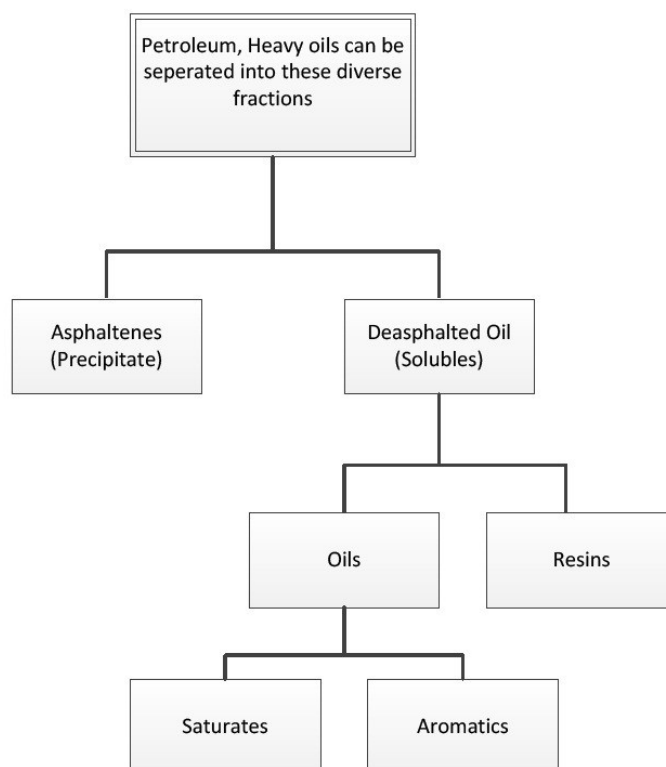 Petroleum, Heavy oils can be
seperated into these diverse
fractions
Asphaltenes
(Precipitate)
Deasphalted Oil
(Solubles)
Oils
Resins
Saturates
Aromatics